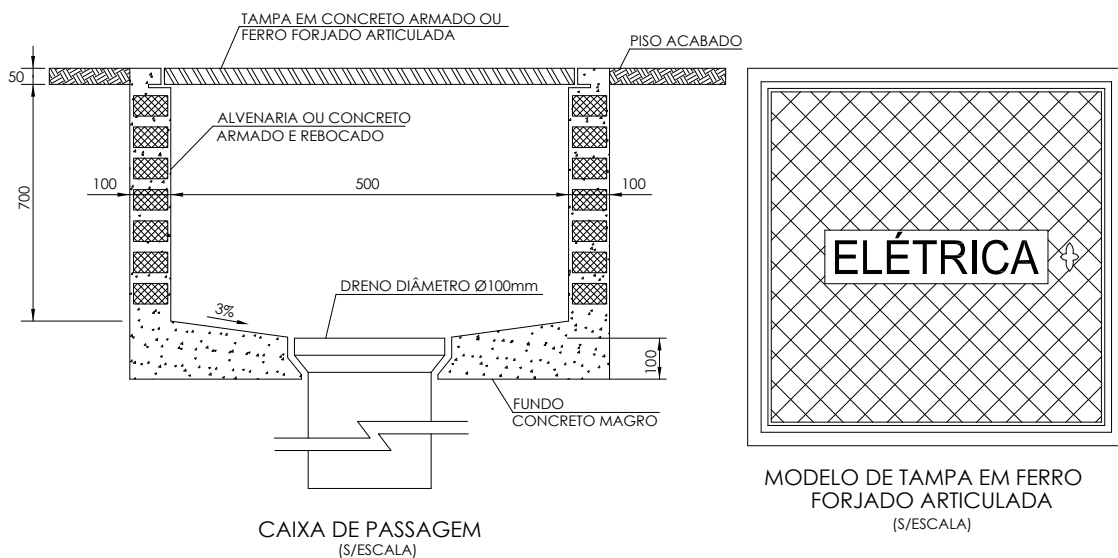 TAMPA EM CONCRETO ARMADO OU
FERRO FORJADO ARTICULADA
PISO ACABADO
50
ALVENARIA OU CONCRETO
ARMADO E REBOCADO
700
100
500
100
DRENO DIÂMETRO Ø100mm
3%
100
FUNDO
CONCRETO MAGRO
CAIXA DE PASSAGEM
(S/ESCALA)
ELÉTRICA
MODELO DE TAMPA EM FERRO
FORJADO ARTICULADA
(S/ESCALA)